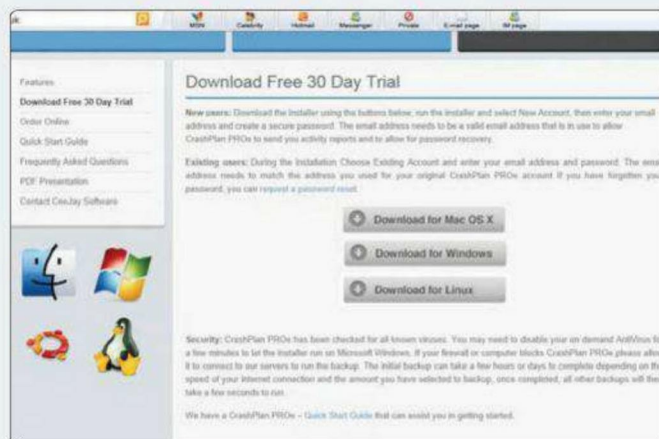 MSN Celebrity Hotmail Messenger Private E-mail page IM page
Features
Download Free 30 Day Trial
Order Online
Quick Start Guide
Frequently Asked Questions
PDF Presentation
Contact CeeJay Software
Download Free 30 Day Trial
New users: Download the installer using the buttons below, run the installer and select New Account, then enter your email
address and create a secure password. The email address needs to be a valid email address that is in use to allow
CrashPlan PROe to send you activity reports and to allow for password recovery.
Existing users: During the installation Choose Existing Account and enter your email address and password. The
address needs to match the address you used for your original CrashPlan PROe account. If you have forgotten
password, you can request a password reset.
Download for Mac OS X
Download for Windows
Download for Linux
Security: CrashPlan PROe has been checked for all known viruses. You may need to disable your on demand AntiVirus
a few minutes to let the installer run on Microsoft Windows. If your firewall or computer blocks CrashPlan PROe please
it to connect to our servers to run the backup. The initial backup can take a few hours or days to complete depending on
speed of your internet connection and the amount you have selected to backup, once completed, all other backups will
take a few seconds to run.
We have a CrashPlan PROe – Quick Start Guide that can assist you in getting started.